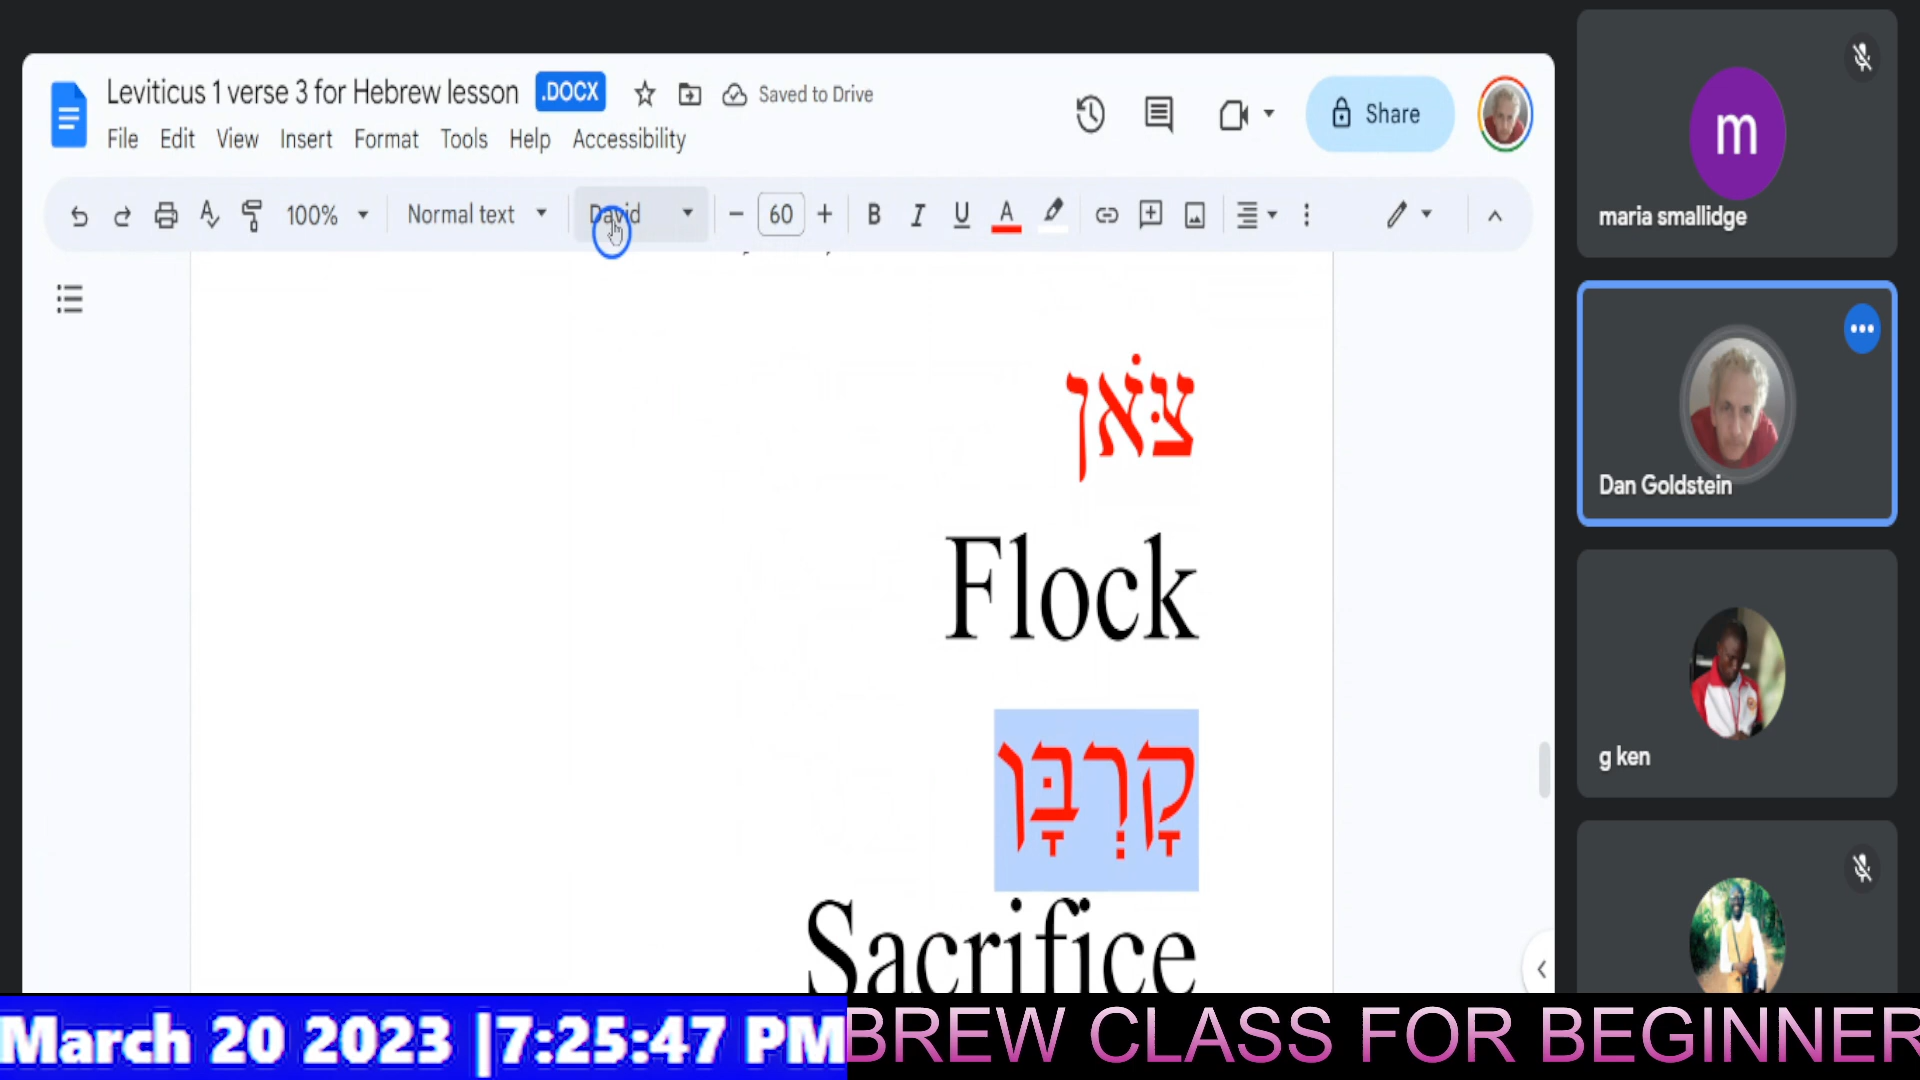 Leviticus 1 verse 3 for Hebrew lesson .DOCX Saved to Drive
File Edit View Insert Format Tools Help Accessibility
Share
100% Normal text David 60 B I U A
צֹּאן
Flock
קָרְבָּן
Sacrifice
m
maria smallidge
Dan Goldstein
g ken
March 20 2023 |7:25:47 PM
BREW CLASS FOR BEGINNER